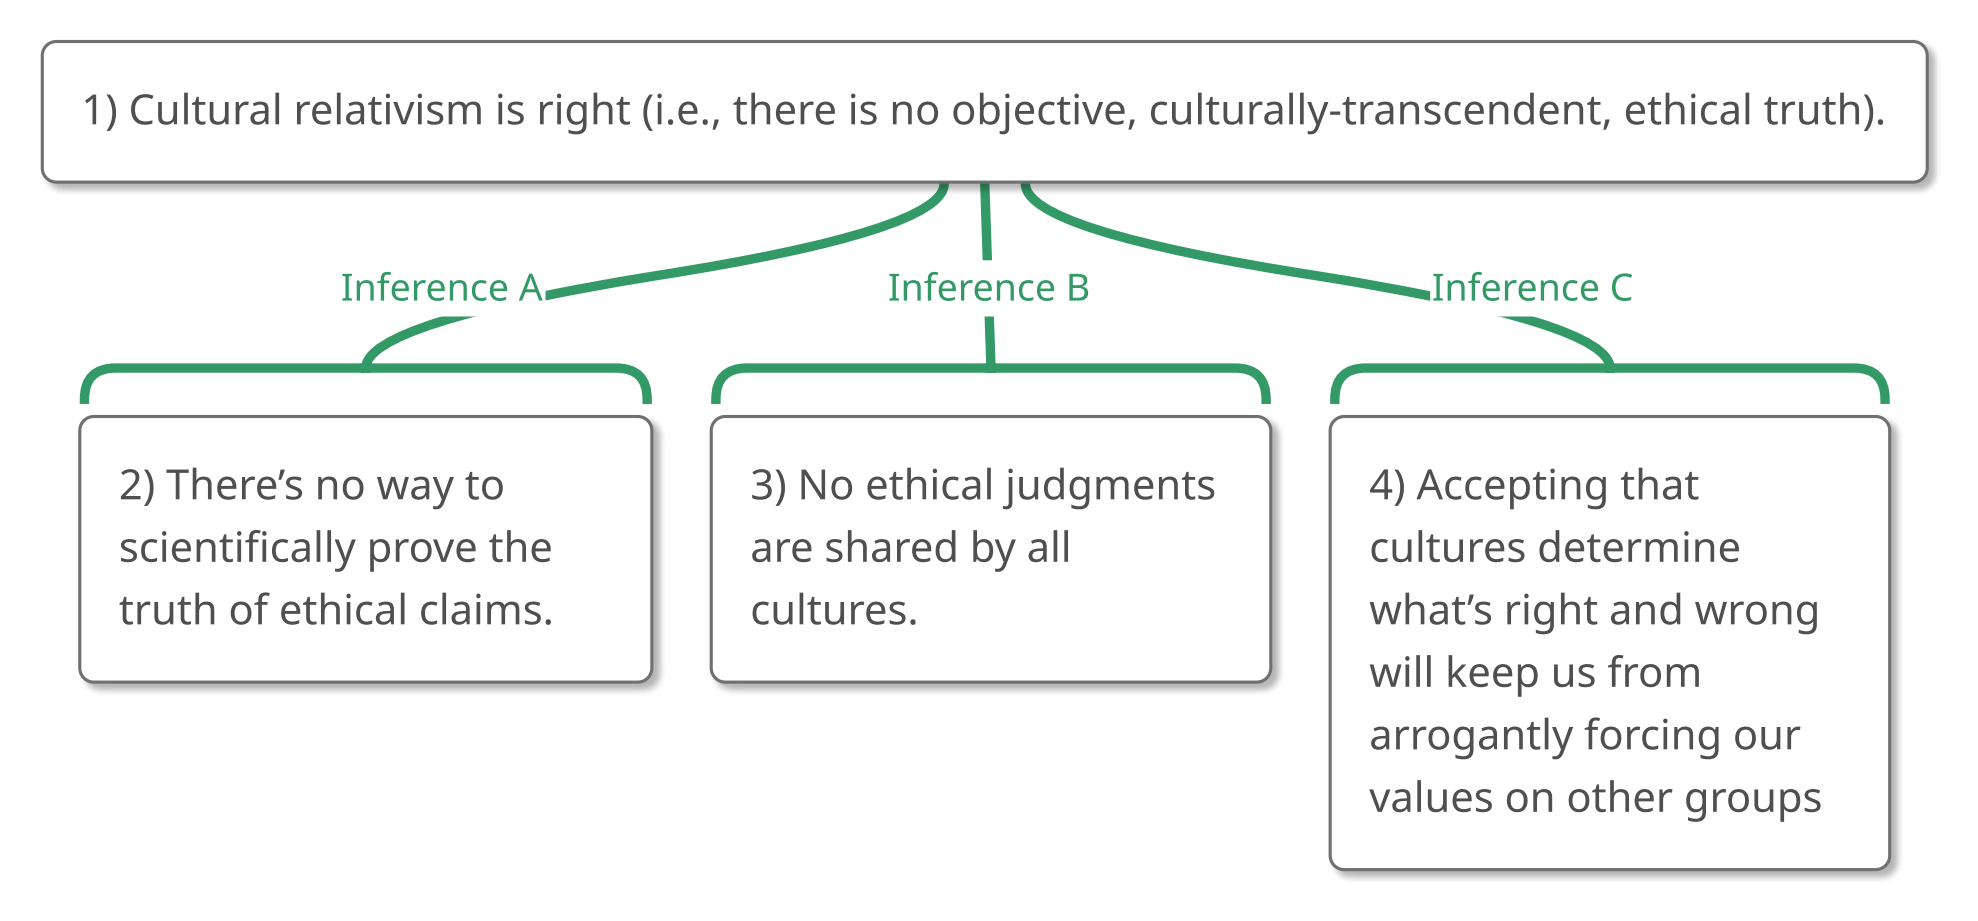 1) Cultural relativism is right (i.e., there is no objective, culturally-transcendent, ethical truth).
Inference A
Inference B
Inference C
2) There’s no way to
scientifically prove the
truth of ethical claims.
3) No ethical judgments
are shared by all
cultures.
4) Accepting that
cultures determine
what’s right and wrong
will keep us from
arrogantly forcing our
values on other groups